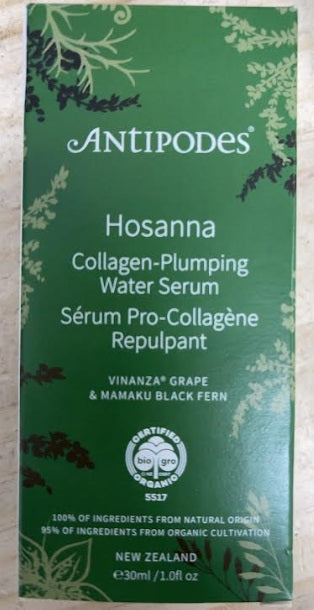 ANTIPODES®
Hosanna
Collagen-Plumping
Water Serum
Sérum Pro-Collagène
Repulpant
VINANZA® GRAPE
& MAMAKU BLACK FERN
CERTIFIED
bio gro
ORGANIC
5517
100% OF INGREDIENTS FROM NATURAL ORIGIN
95% OF INGREDIENTS FROM ORGANIC CULTIVATION
NEW ZEALAND
℮30ml / 1.0fl oz